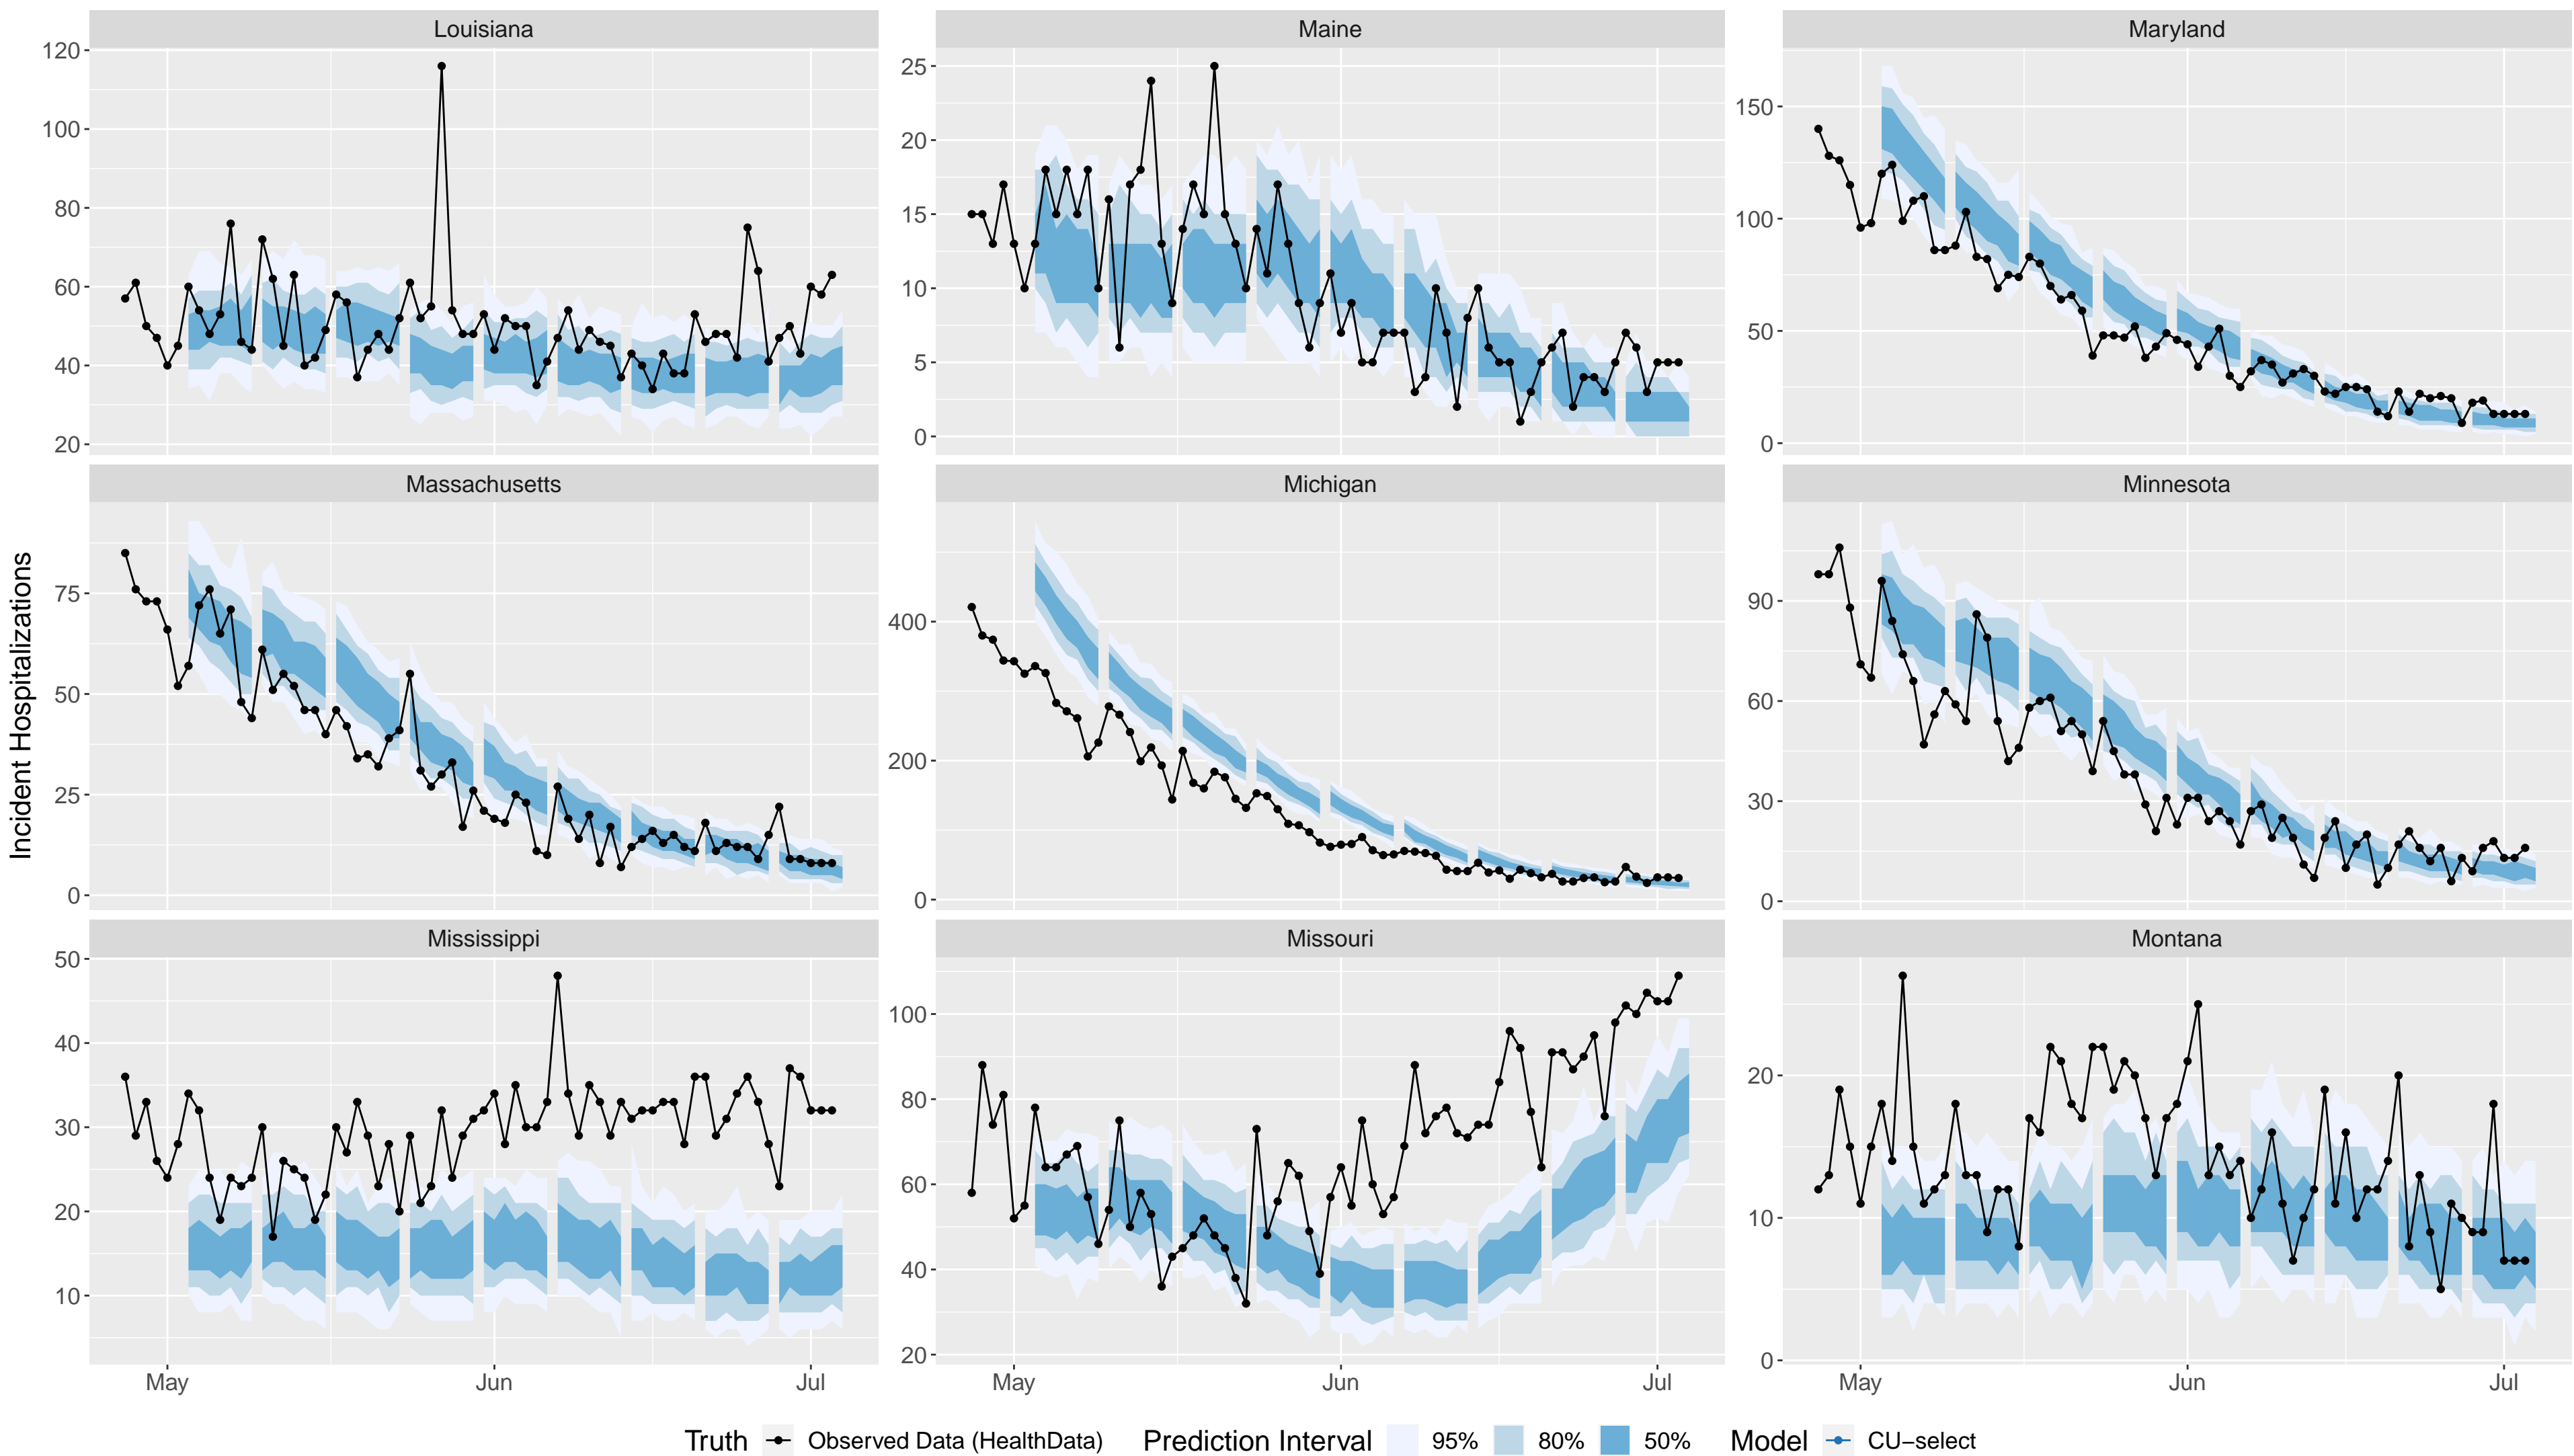 Louisiana
Maine
Maryland
120
100
80
60
40
20
25
20
15
10
5
0
150
100
50
0
Massachusetts
Michigan
Minnesota
Incident Hospitalizations
75
50
25
0
400
200
0
90
60
30
0
Mississippi
Missouri
Montana
50
40
30
20
10
100
80
60
40
20
20
10
0
May Jun Jul
May Jun Jul
May Jun Jul
Truth Observed Data (HealthData) Prediction Interval 95% 80% 50% Model CU−select